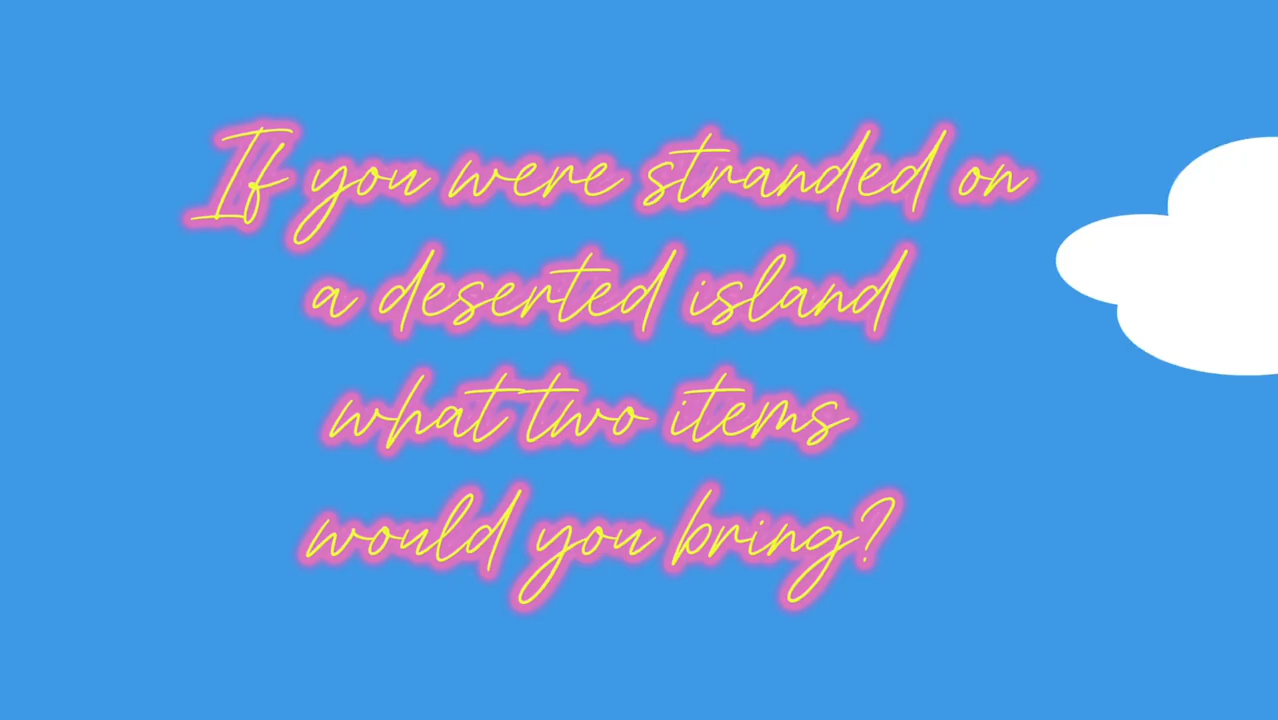 If you were stranded on
a deserted island
what two items
would you bring?